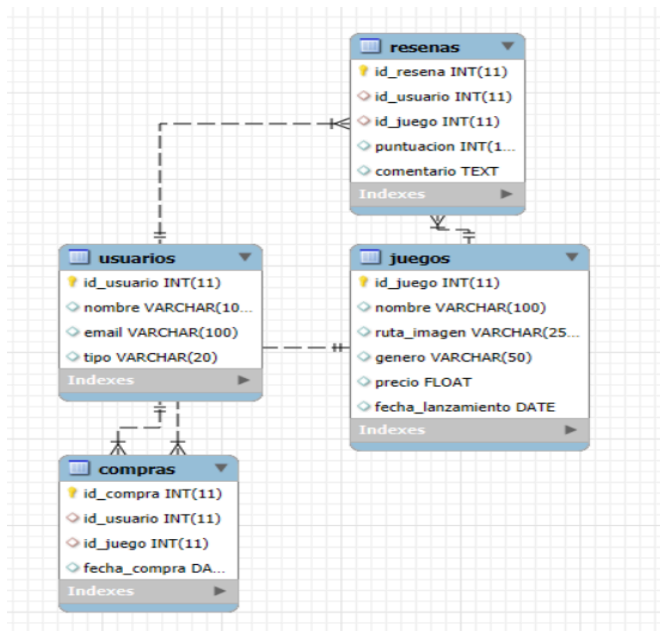 resenas
id_resena INT(11)
id_usuario INT(11)
id_juego INT(11)
puntuacion INT(1...
comentario TEXT
Indexes
usuarios
id_usuario INT(11)
nombre VARCHAR(10...
email VARCHAR(100)
tipo VARCHAR(20)
Indexes
juegos
id_juego INT(11)
nombre VARCHAR(100)
ruta_imagen VARCHAR(25...
genero VARCHAR(50)
precio FLOAT
fecha_lanzamiento DATE
Indexes
compras
id_compra INT(11)
id_usuario INT(11)
id_juego INT(11)
fecha_compra DA...
Indexes